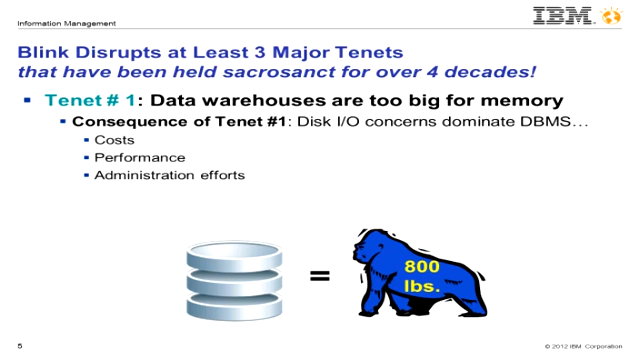 Information Management
IBM
Blink Disrupts at Least 3 Major Tenets
that have been held sacrosanct for over 4 decades!
Tenet # 1: Data warehouses are too big for memory
Consequence of Tenet #1: Disk I/O concerns dominate DBMS…
Costs
Performance
Administration efforts
=
800
lbs.
5
© 2012 IBM Corporation